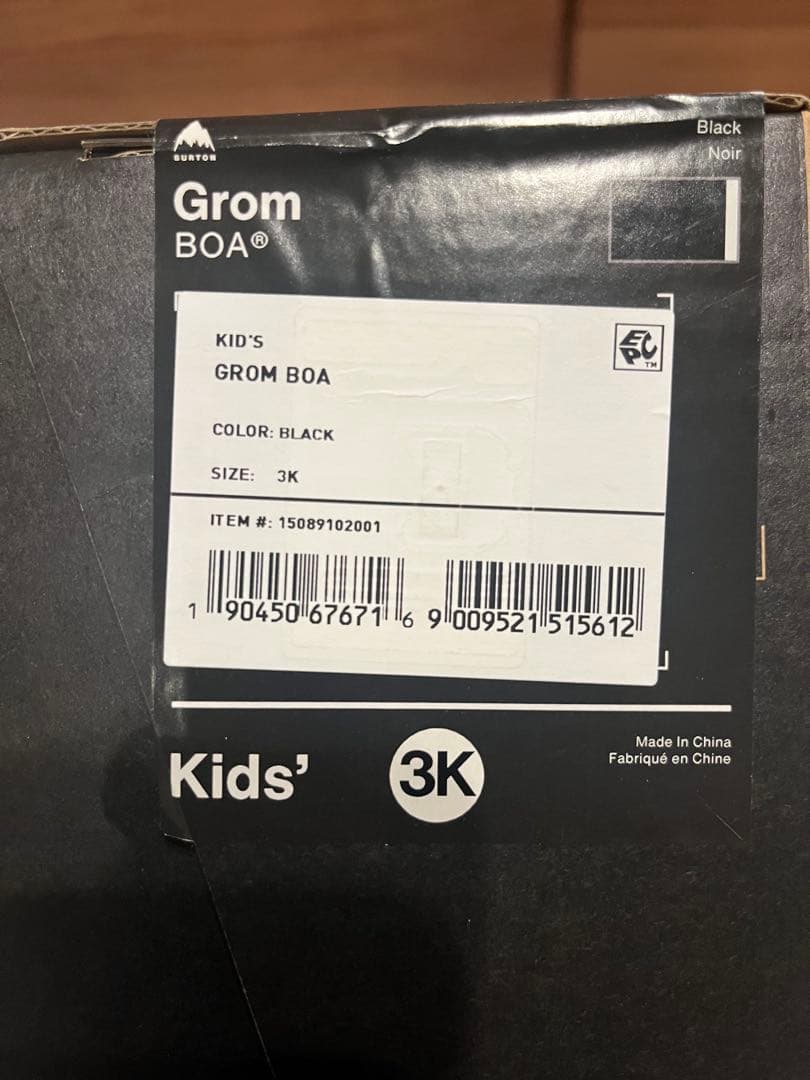 BURTON
Black
Noir
Grom
BOA®
KID'S
GROM BOA
EPC™
COLOR: BLACK
SIZE: 3K
ITEM #: 15089102001
1 90450 67671 6
9 009521 515612
Kids’
3K
Made In China
Fabriqué en Chine